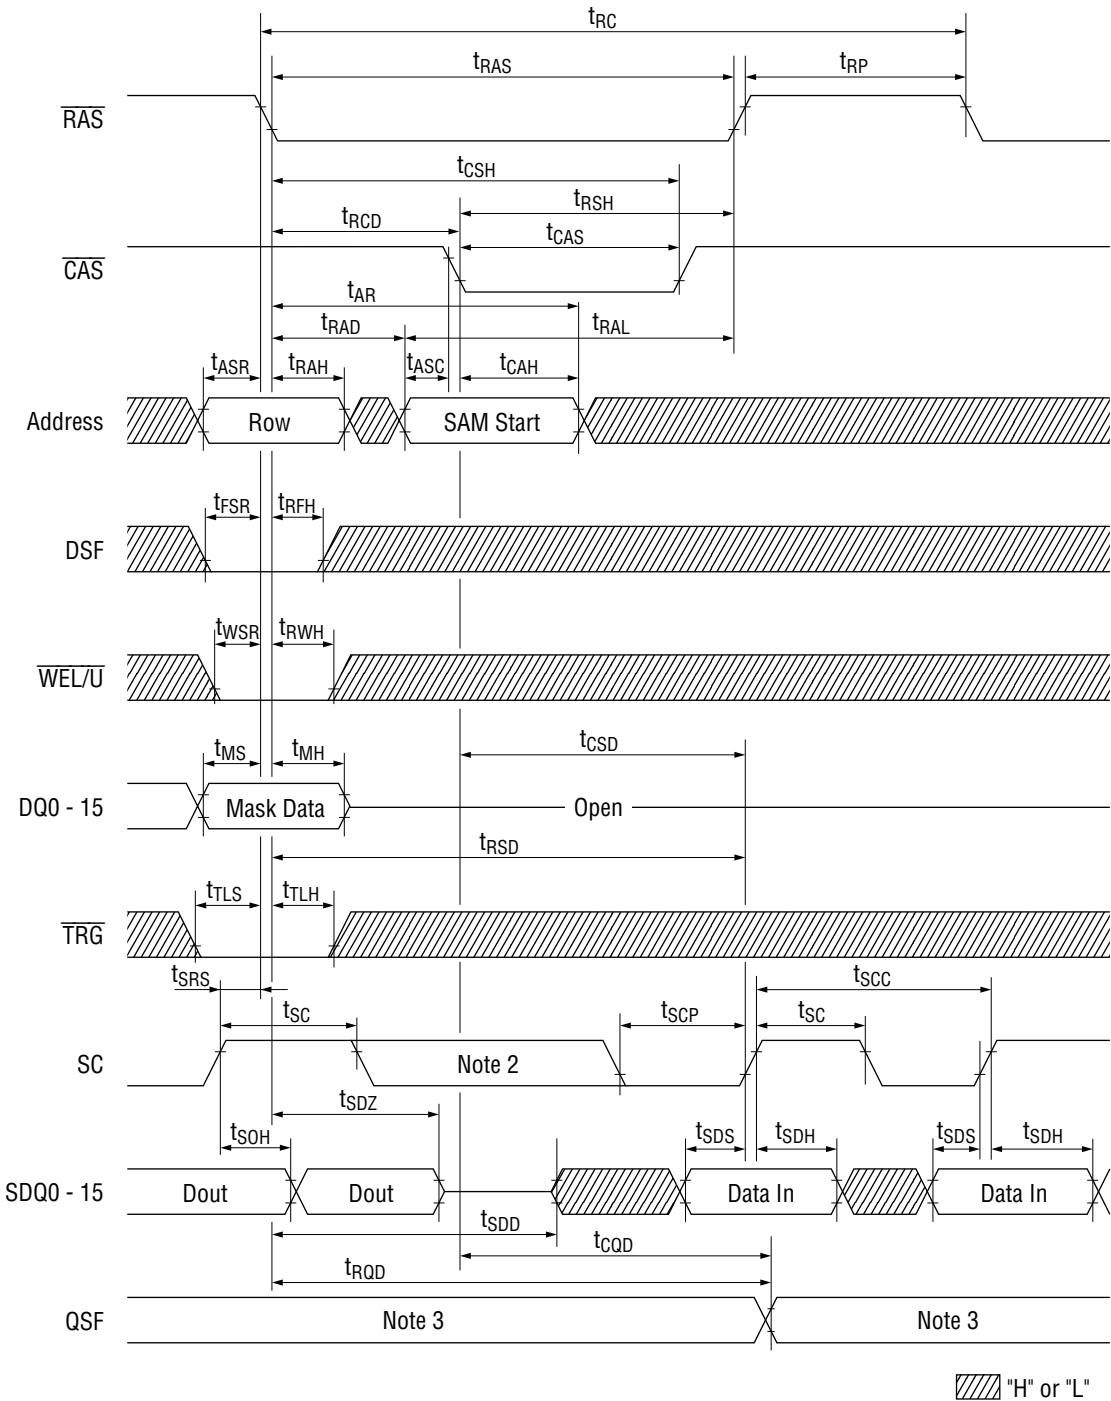 tRC
tRAS
tRP
RAS
tCSH
tRSH
tRCD
tCAS
CAS
tAR
tRAD
tRAL
tASR
tRAH
tASC
tCAH
Address
Row
SAM Start
tFSR
tRFH
DSF
tWSR
tRWH
WEL/U
tCSD
tMS
tMH
DQ0 - 15
Mask Data
Open
tRSD
tTLS
tTLH
TRG
tSRS
tSCC
tSC
tSCP
tSC
SC
Note 2
tSDZ
tSOH
tSDS
tSDH
tSDS
tSDH
SDQ0 - 15
Dout
Dout
Data In
Data In
tSDD
tCQD
tRQD
QSF
Note 3
Note 3
"H" or "L"